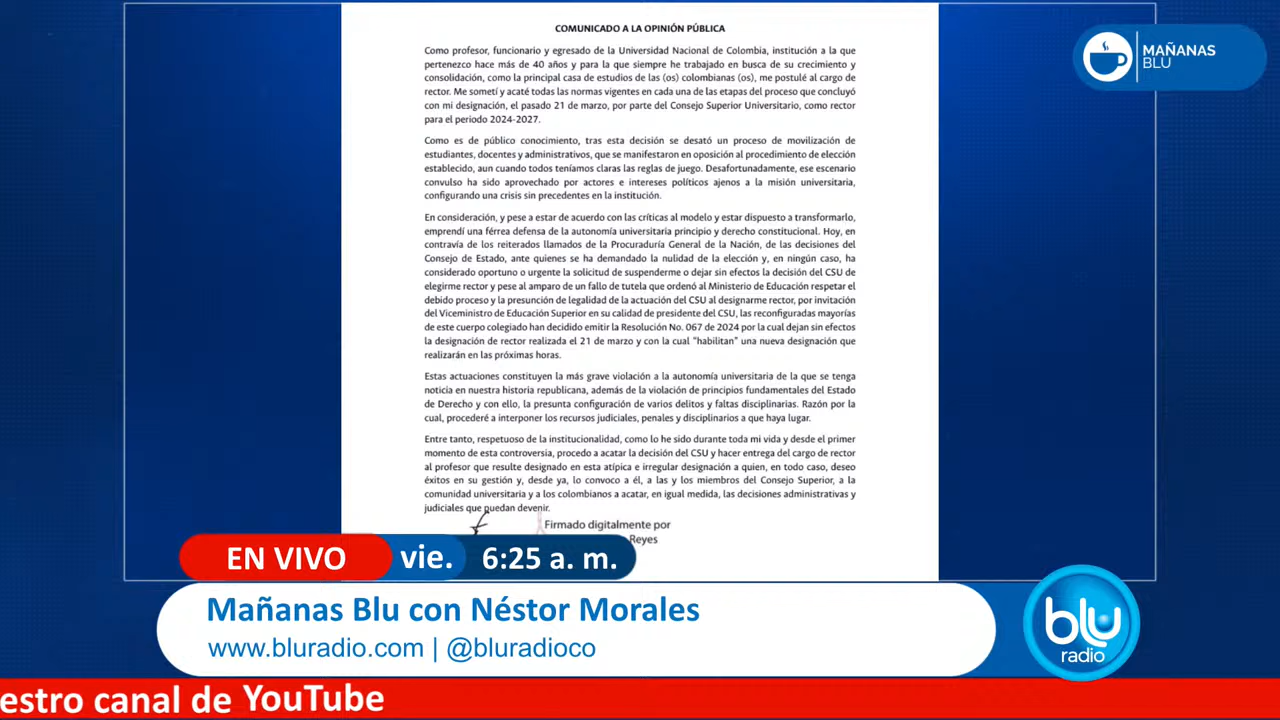 COMUNICADO A LA OPINIÓN PÚBLICA
Como profesor, funcionario y egresado de la Universidad Nacional de Colombia, institución a la que
pertenezco hace más de 40 años y para la que siempre he trabajado en busca de su crecimiento y
consolidación, como la principal casa de estudios de las (os) colombianas (os), me postulé al cargo de
rector. Me sometí y acaté todas las normas vigentes en cada una de las etapas del proceso que concluyó
con mi designación, el pasado 21 de marzo, por parte del Consejo Superior Universitario, como rector
para el periodo 2024-2027.
Como es de público conocimiento, tras esta decisión se desató un proceso de movilización de
estudiantes, docentes y administrativos, que se manifestaron en oposición al procedimiento de elección
establecido, aun cuando todos teníamos claras las reglas de juego. Desafortunadamente, ese escenario
convulso ha sido aprovechado por actores e intereses políticos ajenos a la misión universitaria,
configurando una crisis sin precedentes en la institución.
En consideración, y pese a estar de acuerdo con las críticas al modelo y estar dispuesto a transformarlo,
emprendí una férrea defensa de la autonomía universitaria principio y derecho constitucional. Hoy, en
contravía de los reiterados llamados de la Procuraduría General de la Nación, de las decisiones del
Consejo de Estado, ante quienes se ha demandado la nulidad de la elección y, en ningún caso, ha
considerado oportuno o urgente la solicitud de suspenderme o dejar sin efectos la decisión del CSU de
elegirme rector y pese al amparo de un fallo de tutela que ordenó al Ministerio de Educación respetar el
debido proceso y la presunción de legalidad de la actuación del CSU al designarme rector, por invitación
del Viceministro de Educación Superior en su calidad de presidente del CSU, las reconfiguradas mayorías
de este cuerpo colegiado han decidido emitir la Resolución No. 067 de 2024 por la cual dejan sin efectos
la designación de rector realizada el 21 de marzo y con la cual "habilitan" una nueva designación que
realizarán en las próximas horas.
Estas actuaciones constituyen la más grave violación a la autonomía universitaria de la que se tenga
noticia en nuestra historia republicana, además de la violación de principios fundamentales del Estado
de Derecho y con ello, la presunta configuración de varios delitos y faltas disciplinarias. Razón por la
cual, procederé a interponer los recursos judiciales, penales y disciplinarios a que haya lugar.
Entre tanto, respetuoso de la institucionalidad, como lo he sido durante toda mi vida y desde el primer
momento de esta controversia, procedo a acatar la decisión del CSU y hacer entrega del cargo de rector
al profesor que resulte designado en esta atípica e irregular designación a quien, en todo caso, deseo
éxitos en su gestión y, desde ya, lo convoco a él, a las y los miembros del Consejo Superior, a la
comunidad universitaria y a los colombianos a acatar, en igual medida, las decisiones administrativas y
judiciales que puedan devenir.
Firmado digitalmente por
Reyes
MAÑANAS
BLU
EN VIVO vie. 6:25 a. m.
Mañanas Blu con Néstor Morales
www.bluradio.com | @bluradioco
blu
radio
estro canal de YouTube